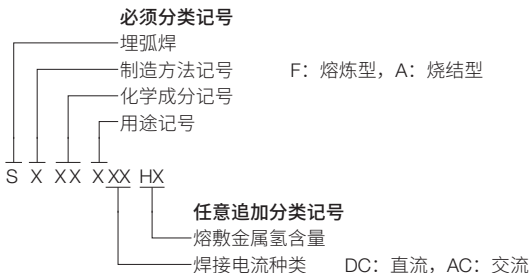 必须分类记号
埋弧焊
制造方法记号 F：熔炼型，A：烧结型
化学成分记号
用途记号
S X XX X XX HX
任意追加分类记号
熔敷金属氢含量
焊接电流种类 DC：直流，AC：交流